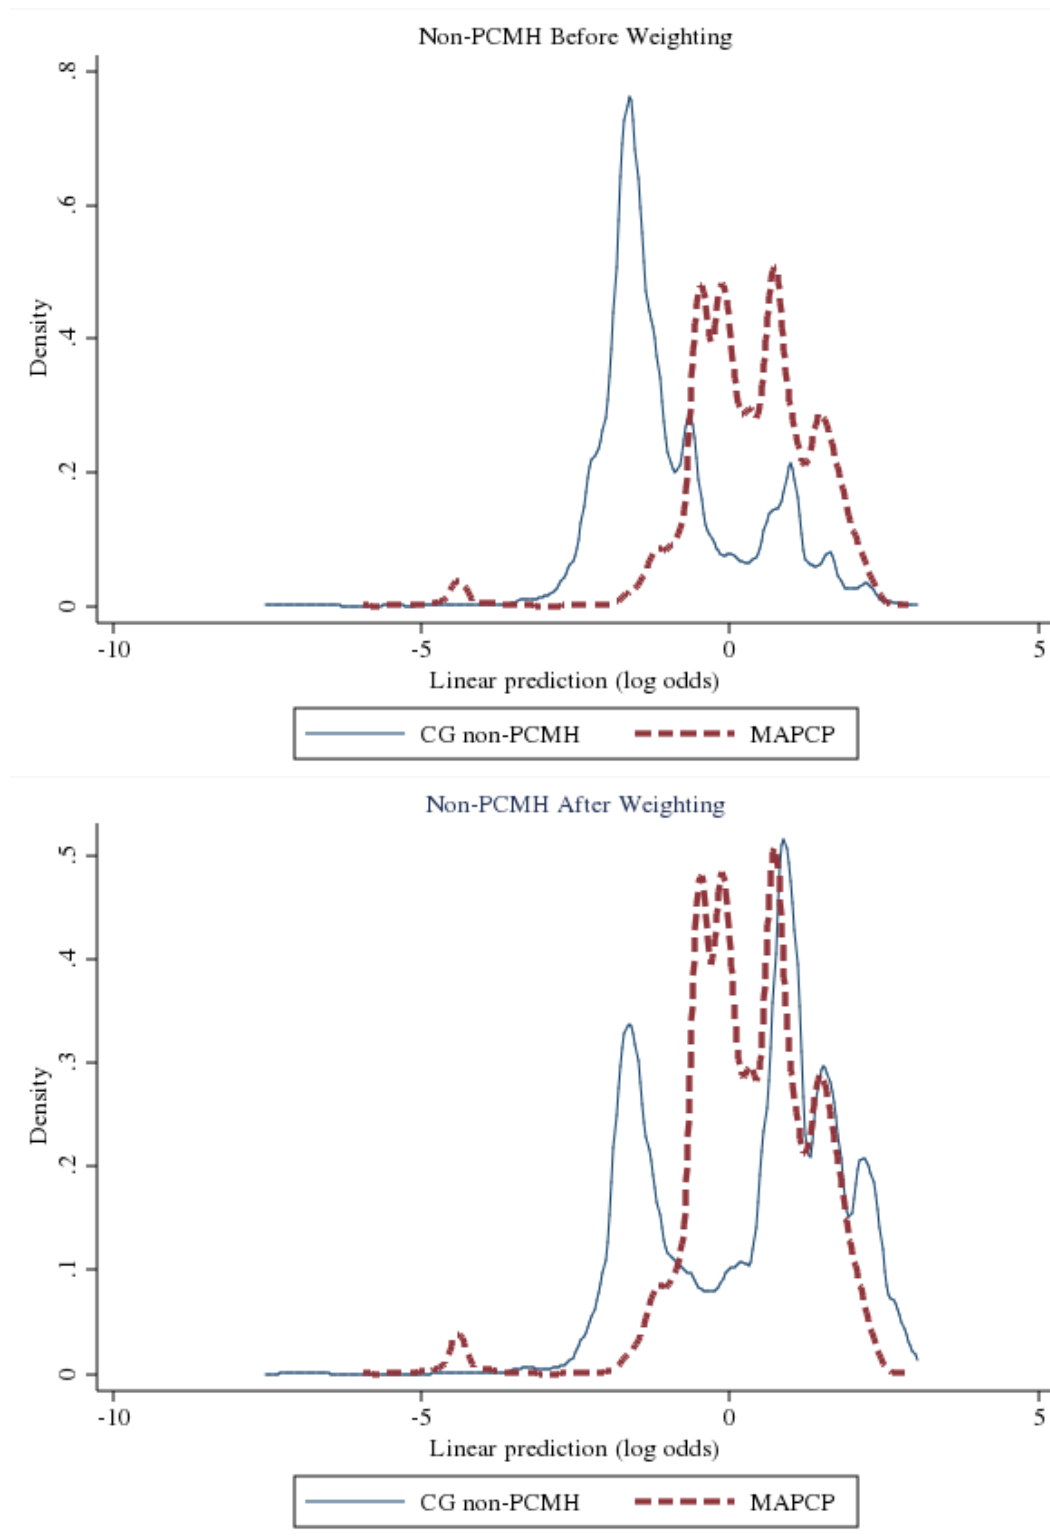 Non-PCMH Before Weighting
.8
.6
.4
.2
0
Density
-10 -5 0 5
Linear prediction (log odds)
CG non-PCMH MAPCP
Non-PCMH After Weighting
.5
.4
.3
.2
.1
0
Density
-10 -5 0 5
Linear prediction (log odds)
CG non-PCMH MAPCP